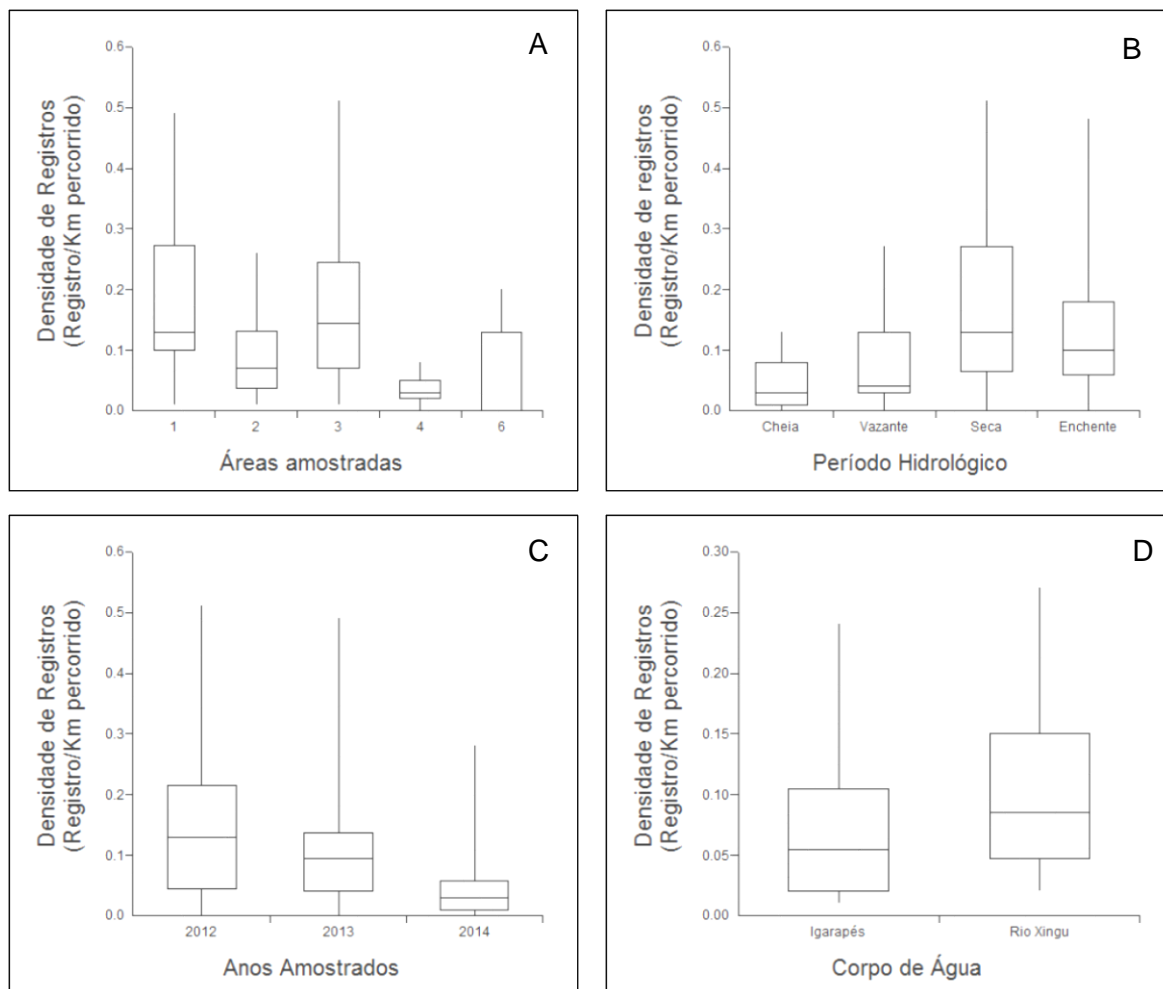 A
Densidade de Registros
(Registro/Km percorrido)
0.6
0.5
0.4
0.3
0.2
0.1
0.0
1 2 3 4 6
Áreas amostradas
B
Densidade de registros
(Registro/Km percorrido)
0.6
0.5
0.4
0.3
0.2
0.1
0.0
Cheia Vazante Seca Enchente
Período Hidrológico
C
Densidade de Registros
(Registro/Km percorrido)
0.6
0.5
0.4
0.3
0.2
0.1
0.0
2012 2013 2014
Anos Amostrados
D
Densidade de Registros
(Registro/Km percorrido)
0.30
0.25
0.20
0.15
0.10
0.05
0.00
Igarapés Rio Xingu
Corpo de Água